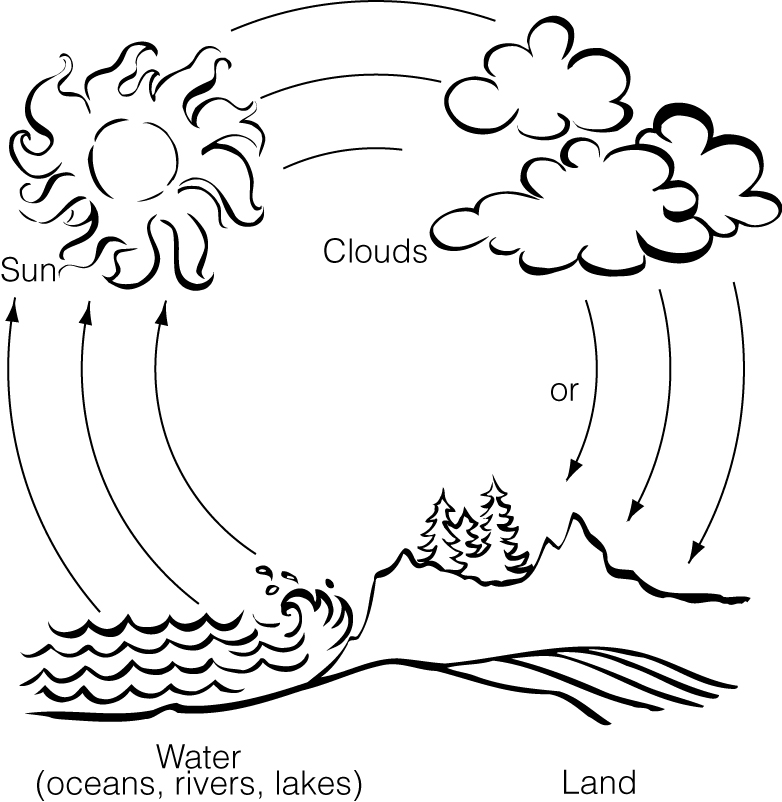 Clouds
Sun
or
Water
(oceans, rivers, lakes)
Land